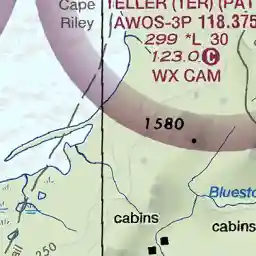 Cape
Riley
TELLER (TER) (PAT
AWOS-3P 118.375
299 *L 30
123.0 C
WX CAM
1580
Bluest
cabins
cabins
250